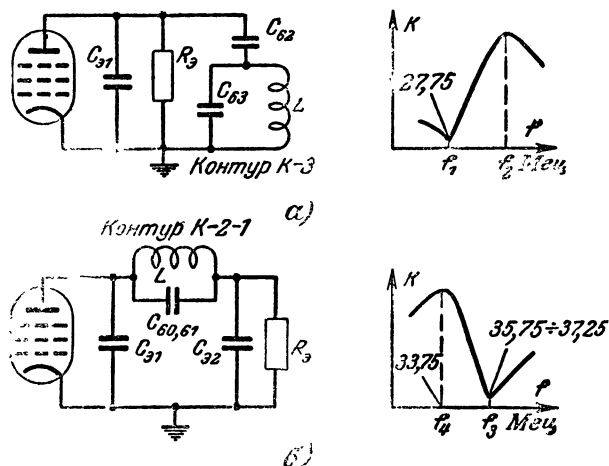 Cэ1
Rэ
C62
C63
L
Контур К-3
K
27,75
f
f₁
f₂ Мгц
а)
Контур К-2-1
L
C60,61
Cэ1
Cэ2
Rэ
K
33,75
35,75÷37,25
f
f₄
f₃ Мгц
б)